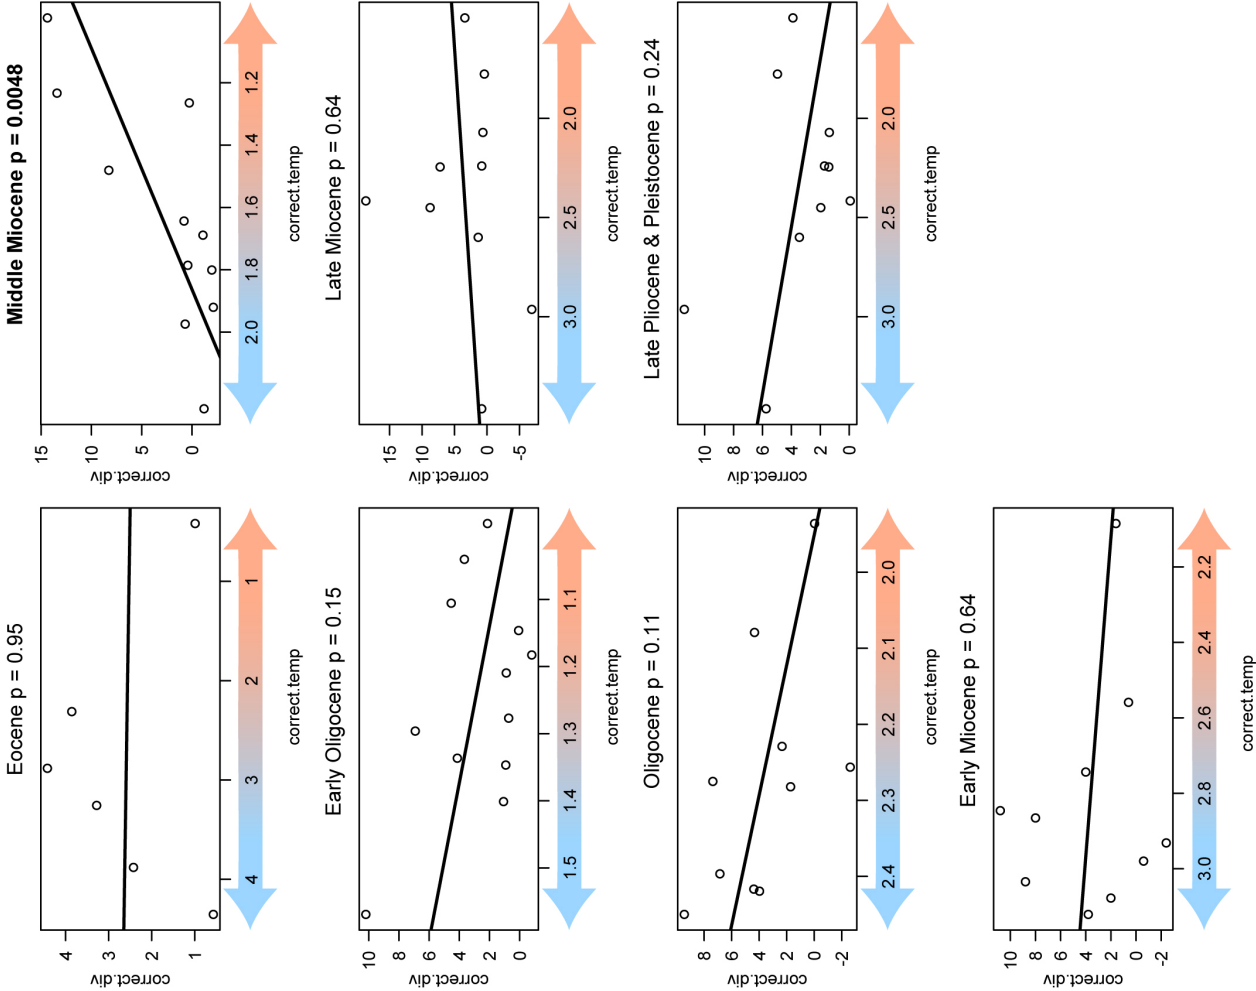 Eocene p = 0.95
correct.div
4
3
2
1
4 3 2 1
correct.temp
Middle Miocene p = 0.0048
correct.div
15
10
5
0
2.0 1.8 1.6 1.4 1.2
correct.temp
Early Oligocene p = 0.15
correct.div
10
8
6
4
2
0
1.5 1.4 1.3 1.2 1.1
correct.temp
Late Miocene p = 0.64
correct.div
15
10
5
0
-5
3.0 2.5 2.0
correct.temp
Oligocene p = 0.11
correct.div
8
6
4
2
0
-2
2.4 2.3 2.2 2.1 2.0
correct.temp
Late Pliocene & Pleistocene p = 0.24
correct.div
10
8
6
4
2
0
3.0 2.5 2.0
correct.temp
Early Miocene p = 0.64
correct.div
10
8
6
4
2
0
-2
3.0 2.8 2.6 2.4 2.2
correct.temp